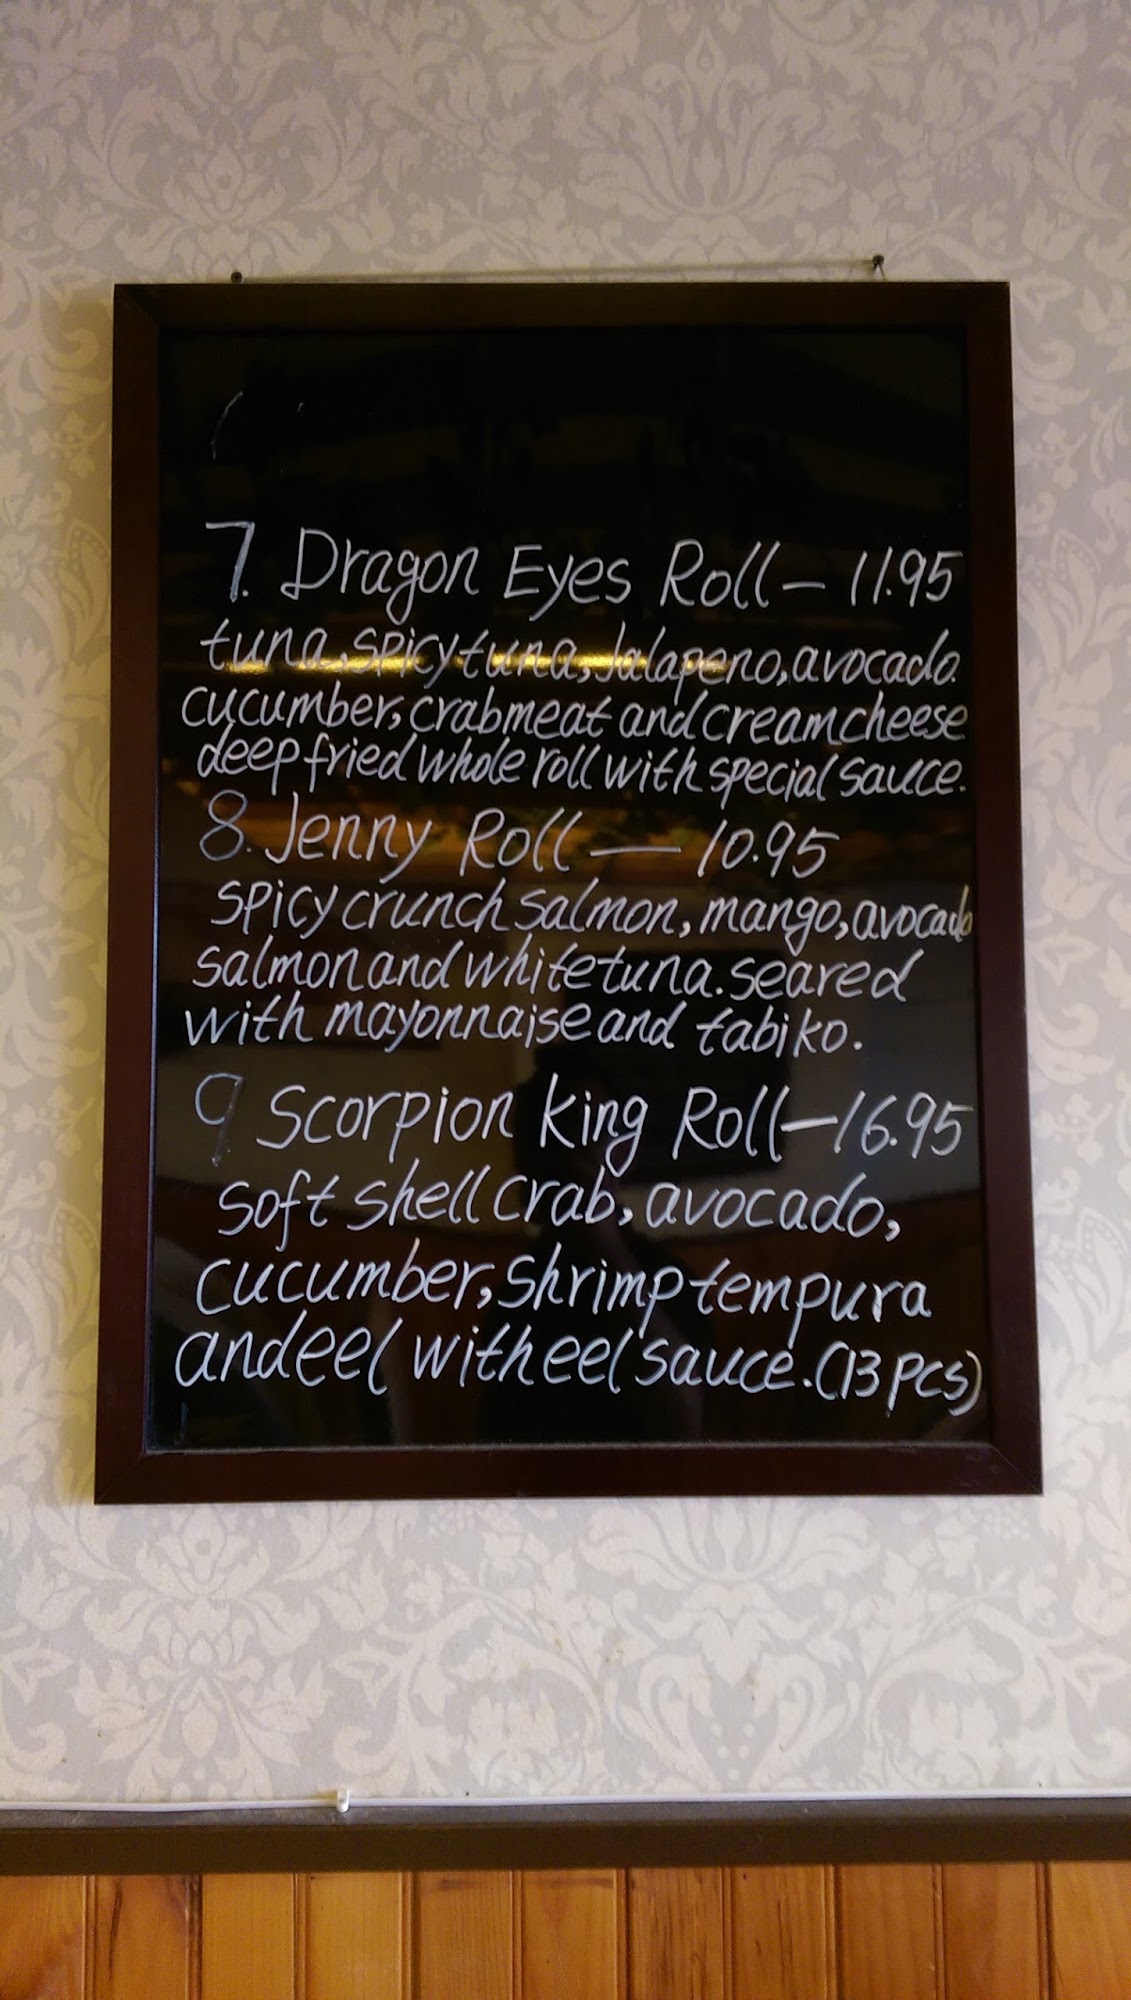 7. Dragon Eyes Roll — 11.95
tuna, spicy tuna, Jalapeno, avocado.
cucumber, crabmeat and cream cheese
deep fried whole roll with special sauce.
8. Jenny Roll — 10.95
spicy crunch salmon, mango, avocado
salmon and white tuna. seared
with mayonnaise and tabiko.
9 Scorpion King Roll — 16.95
soft shell crab, avocado,
cucumber, shrimp tempura
and eel with eel sauce. (13 pcs)